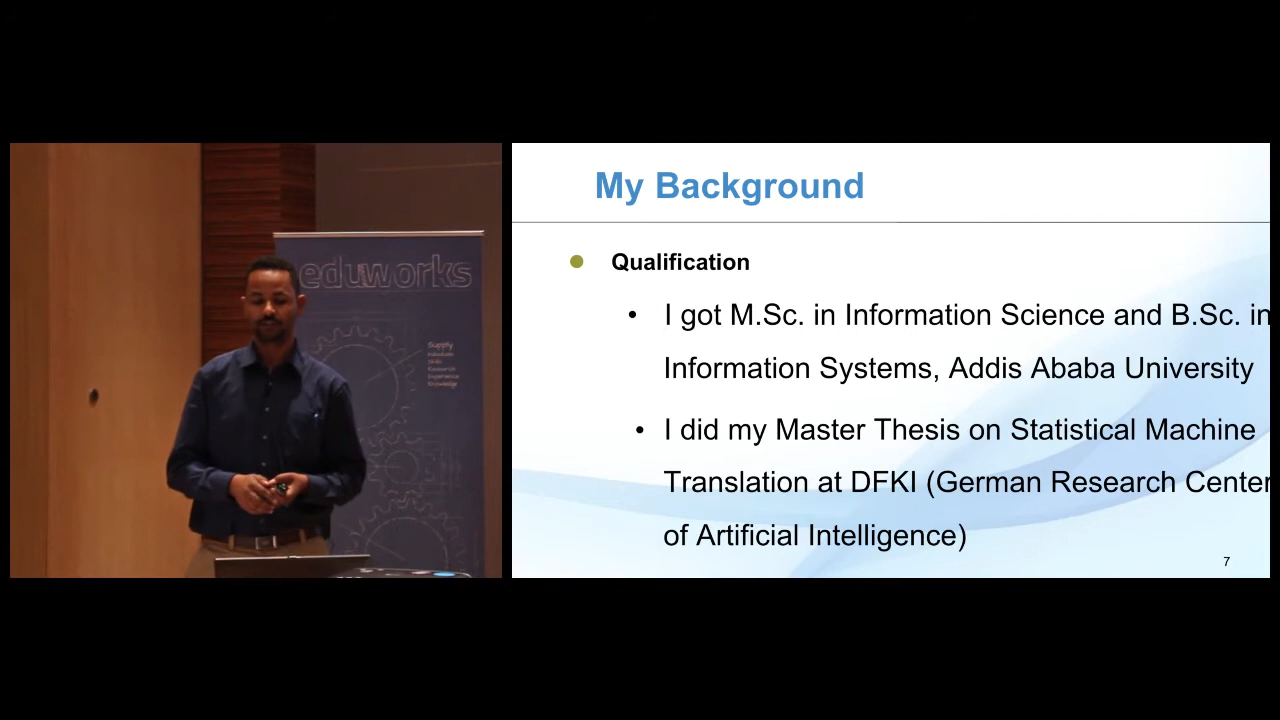 eduworks
Supply
Education
Skills
Research
Experience
Knowledge
My Background
Qualification
• I got M.Sc. in Information Science and B.Sc. in
Information Systems, Addis Ababa University
• I did my Master Thesis on Statistical Machine
Translation at DFKI (German Research Center
of Artificial Intelligence)
7